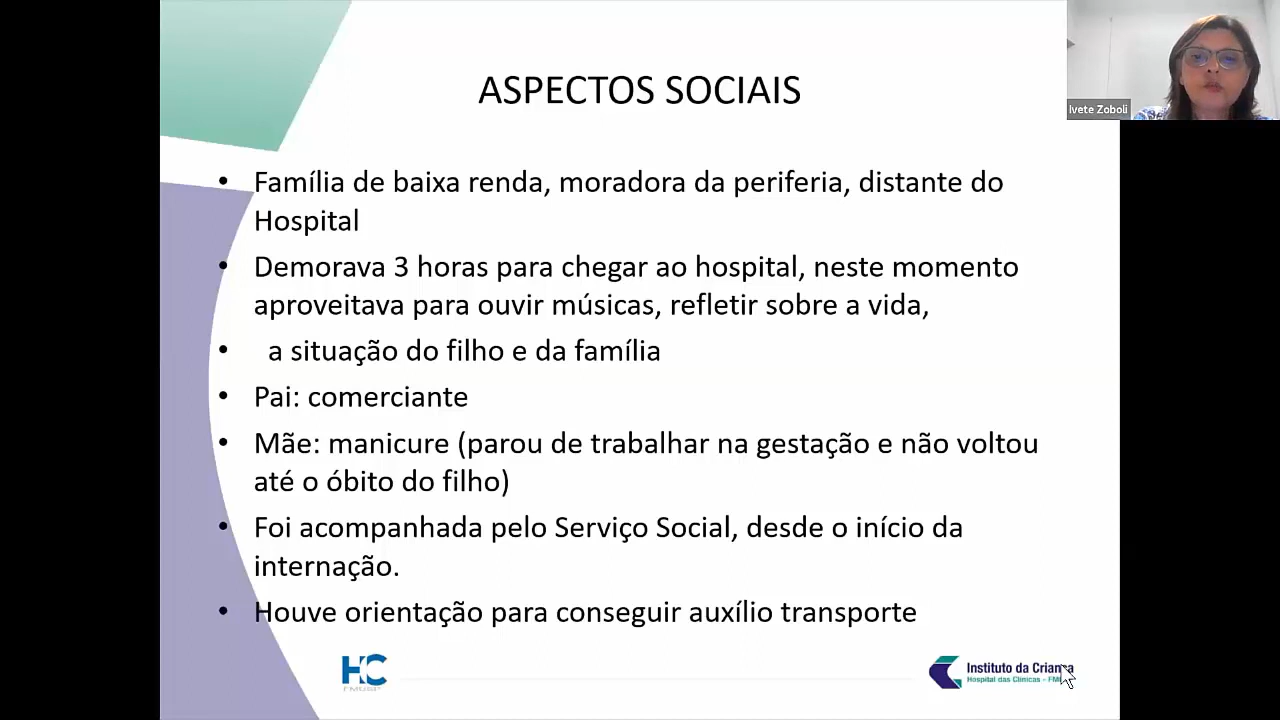 ASPECTOS SOCIAIS
Ivete Zoboli
• Família de baixa renda, moradora da periferia, distante do
Hospital
• Demorava 3 horas para chegar ao hospital, neste momento
aproveitava para ouvir músicas, refletir sobre a vida,
• a situação do filho e da família
• Pai: comerciante
• Mãe: manicure (parou de trabalhar na gestação e não voltou
até o óbito do filho)
• Foi acompanhada pelo Serviço Social, desde o início da
internação.
• Houve orientação para conseguir auxílio transporte
HC
FMUSP
Instituto da Criança
Hospital das Clínicas -